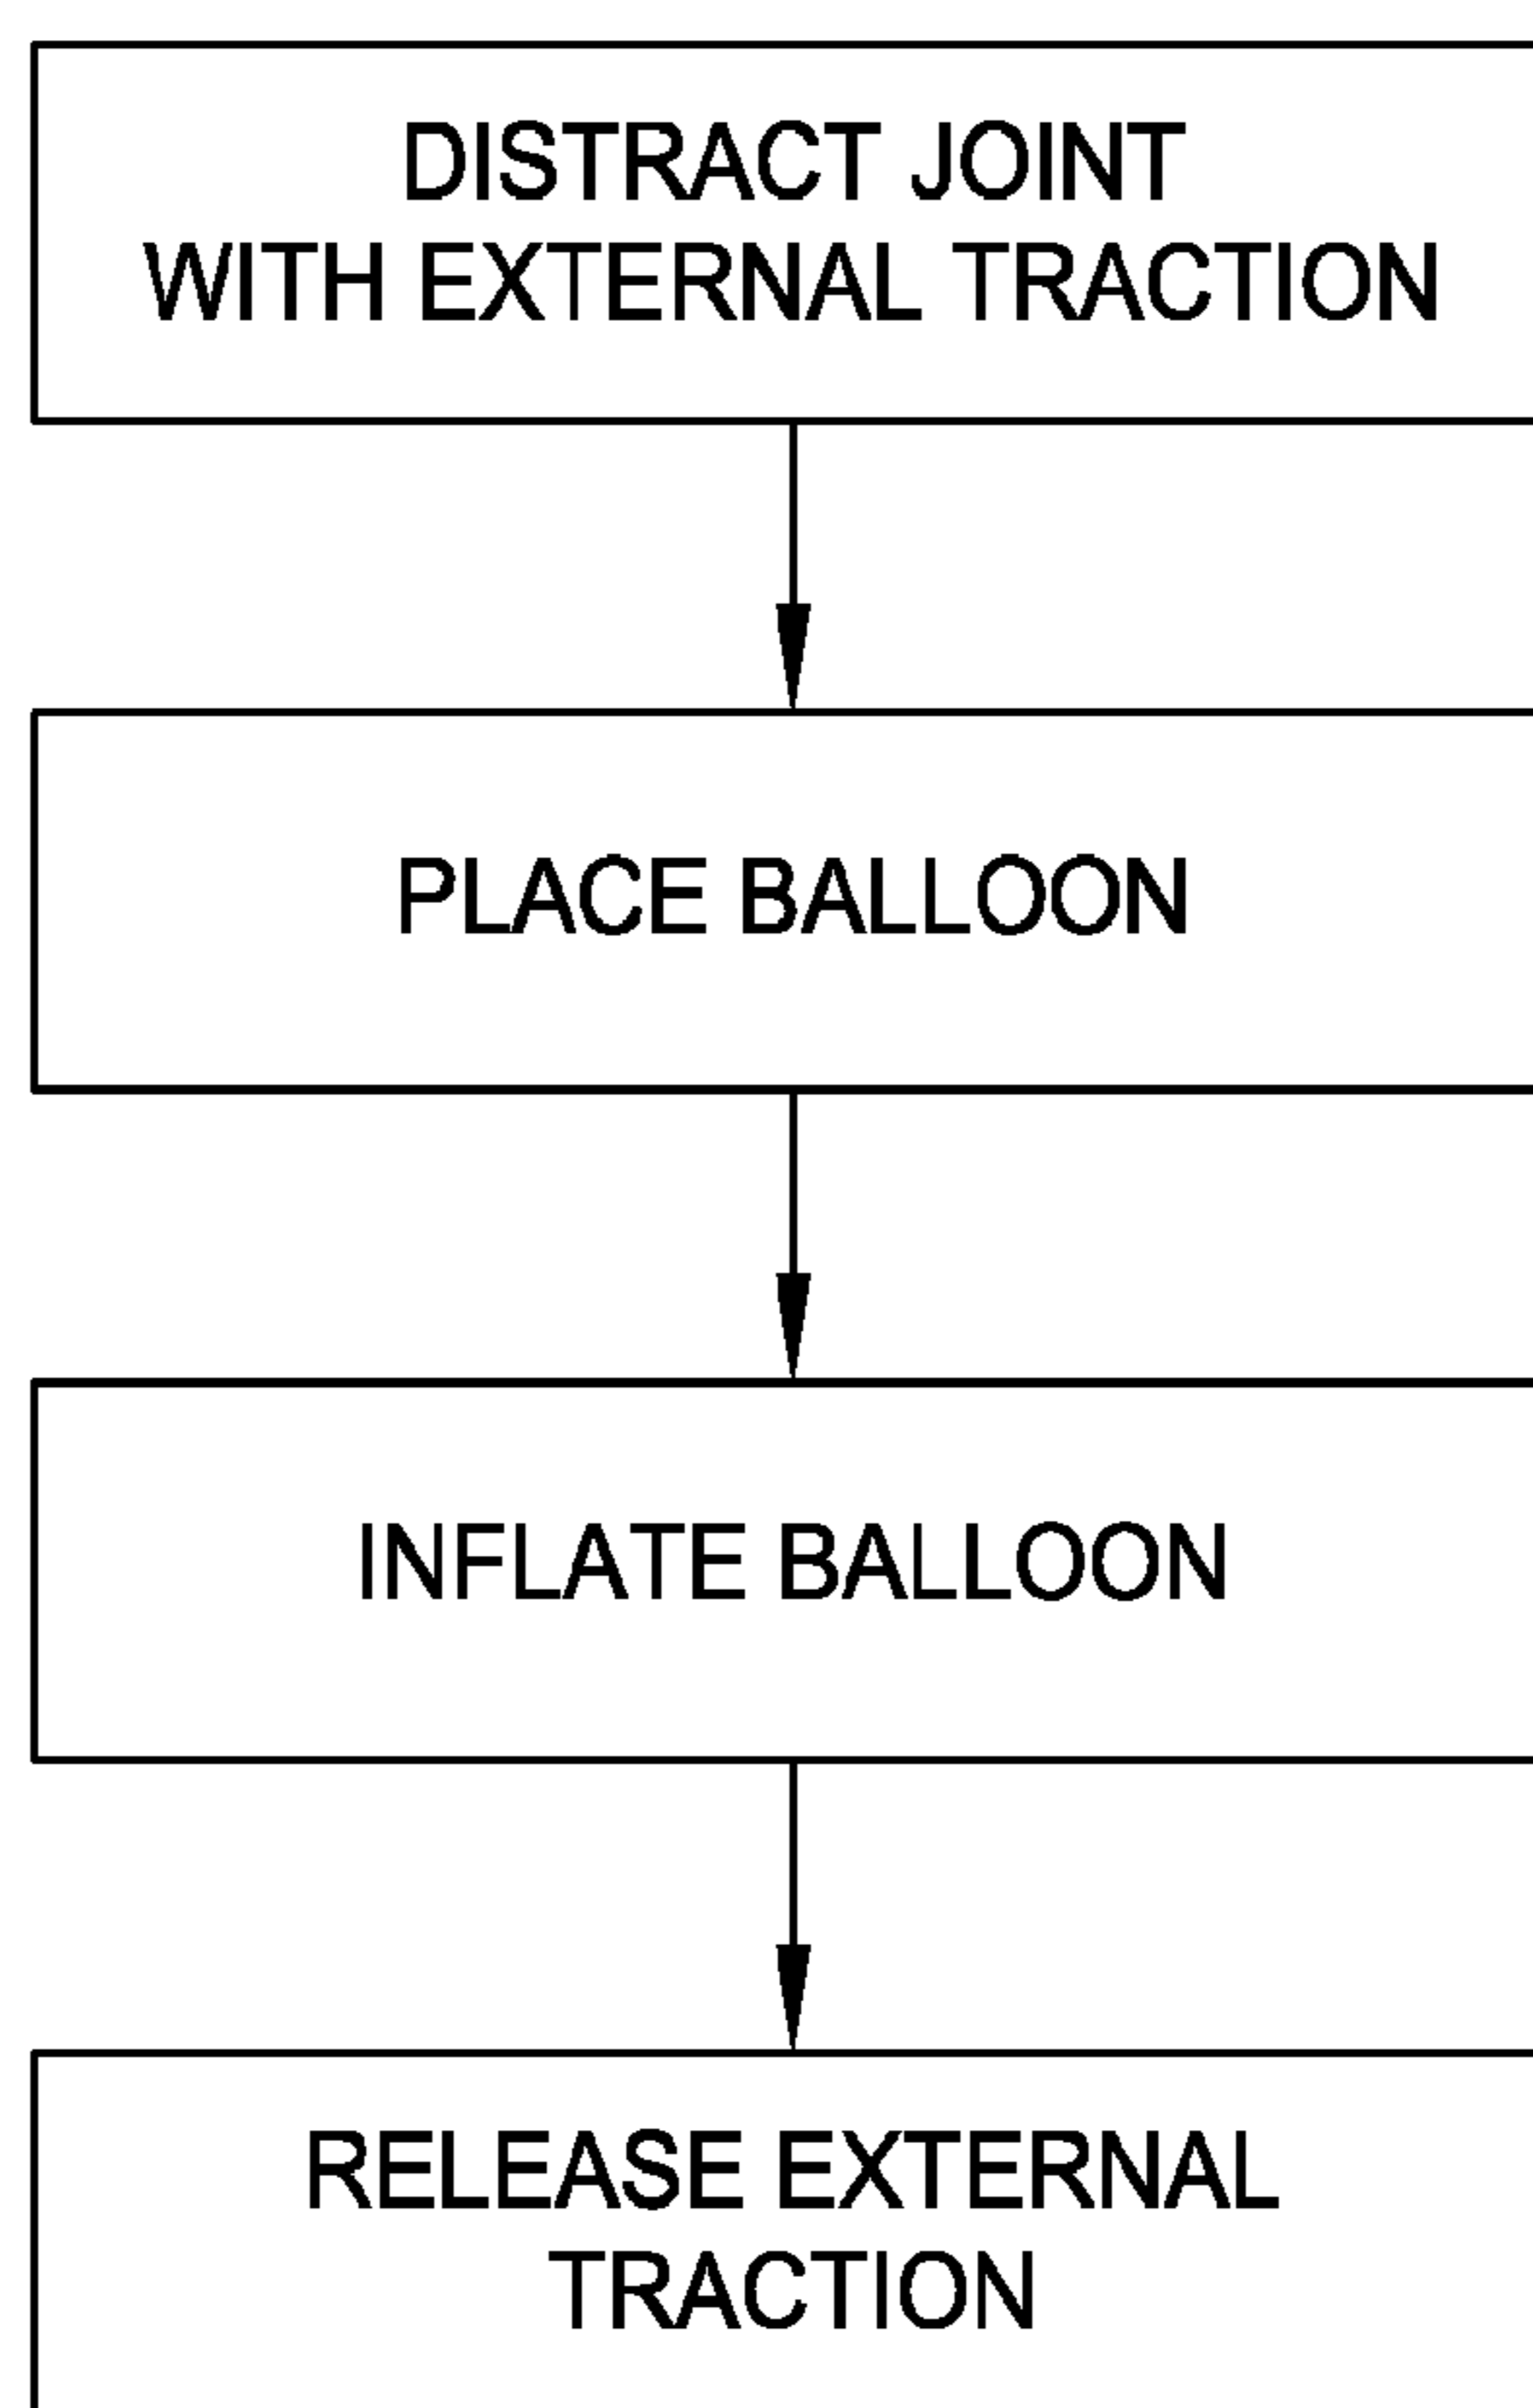 DISTRACT JOINT
WITH EXTERNAL TRACTION
PLACE BALLOON
INFLATE BALLOON
RELEASE EXTERNAL
TRACTION